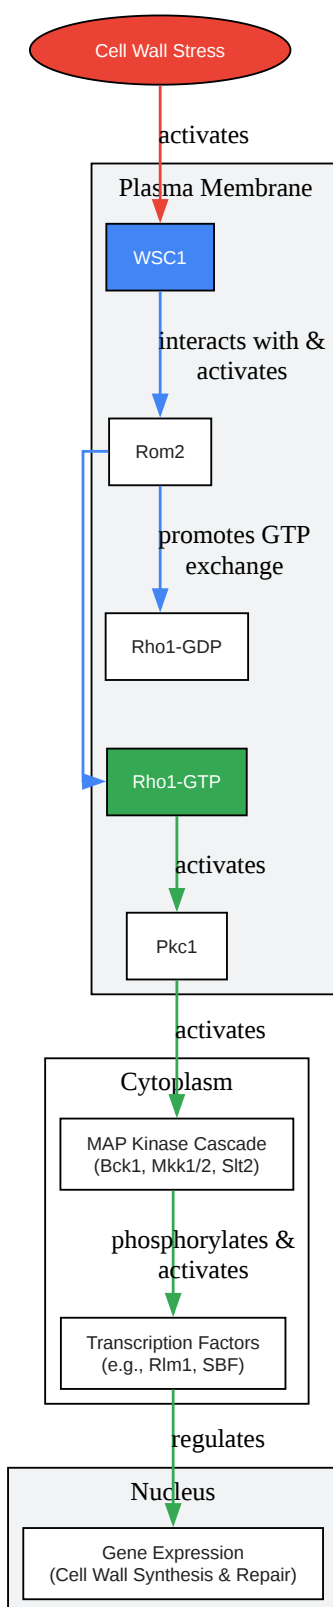 Cell Wall Stress
activates
Plasma Membrane
WSC1
interacts with &
activates
Rom2
promotes GTP
exchange
Rho1-GDP
Rho1-GTP
activates
Pkc1
activates
Cytoplasm
MAP Kinase Cascade
(Bck1, Mkk1/2, Slt2)
phosphorylates &
activates
Transcription Factors
(e.g., Rlm1, SBF)
regulates
Nucleus
Gene Expression
(Cell Wall Synthesis & Repair)